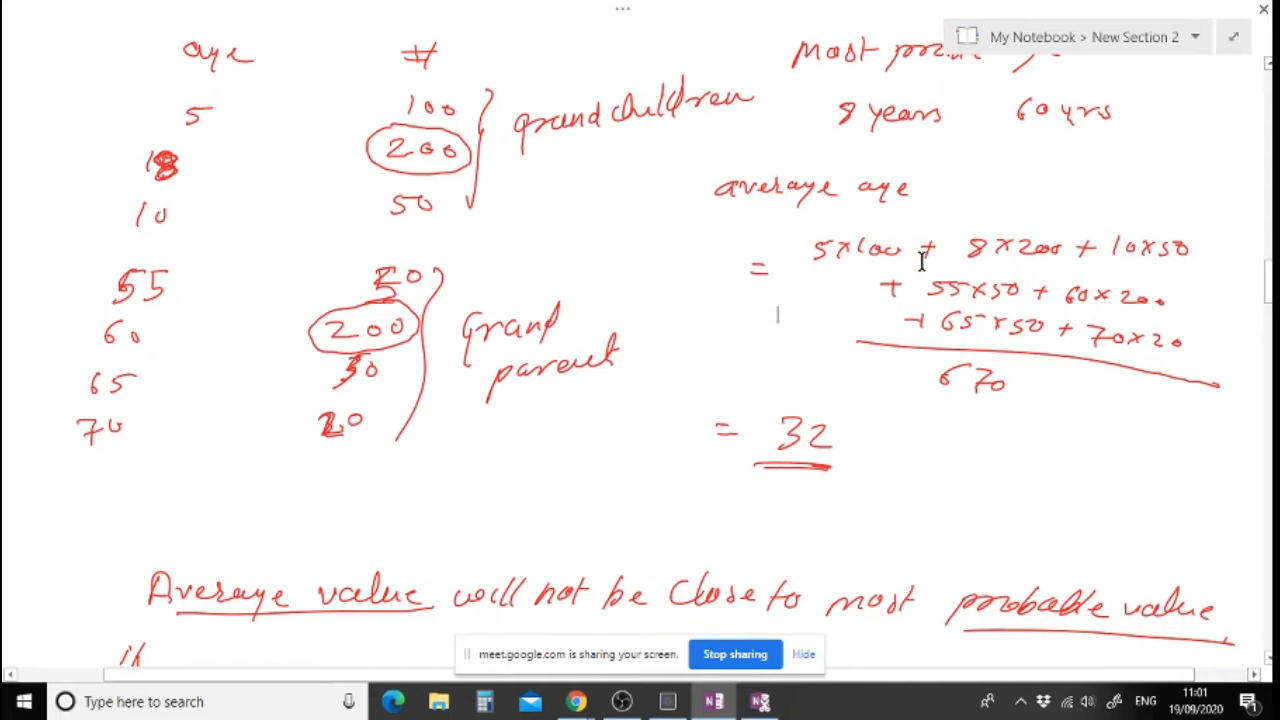 My Notebook > New Section 2
age #
most
5 100
8 200
10 50
grandchildren
8 years 60 yrs
average age
= 5×100 + 8×200 + 10×50
+ 55×50 + 60×200
+ 65×50 + 70×20
670
= 32
55 50
60 200
65 50
70 20
Grand
parent
Average value will not be close to most probable value
if
meet.google.com is sharing your screen. Stop sharing Hide
Type here to search
ENG
11:01
19/09/2020
1